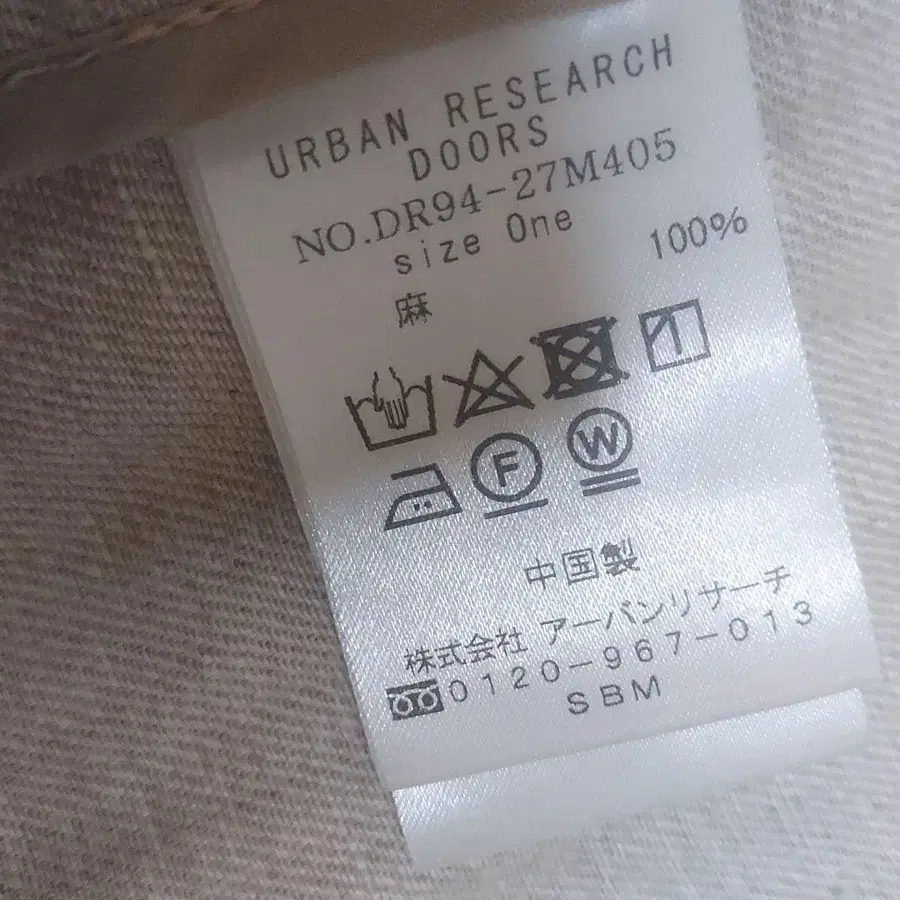 URBAN RESEARCH
DOORS
NO.DR94-27M405
size One
麻 100%
F W
中国製
株式会社 アーバンリサーチ
0120-967-013
SBM